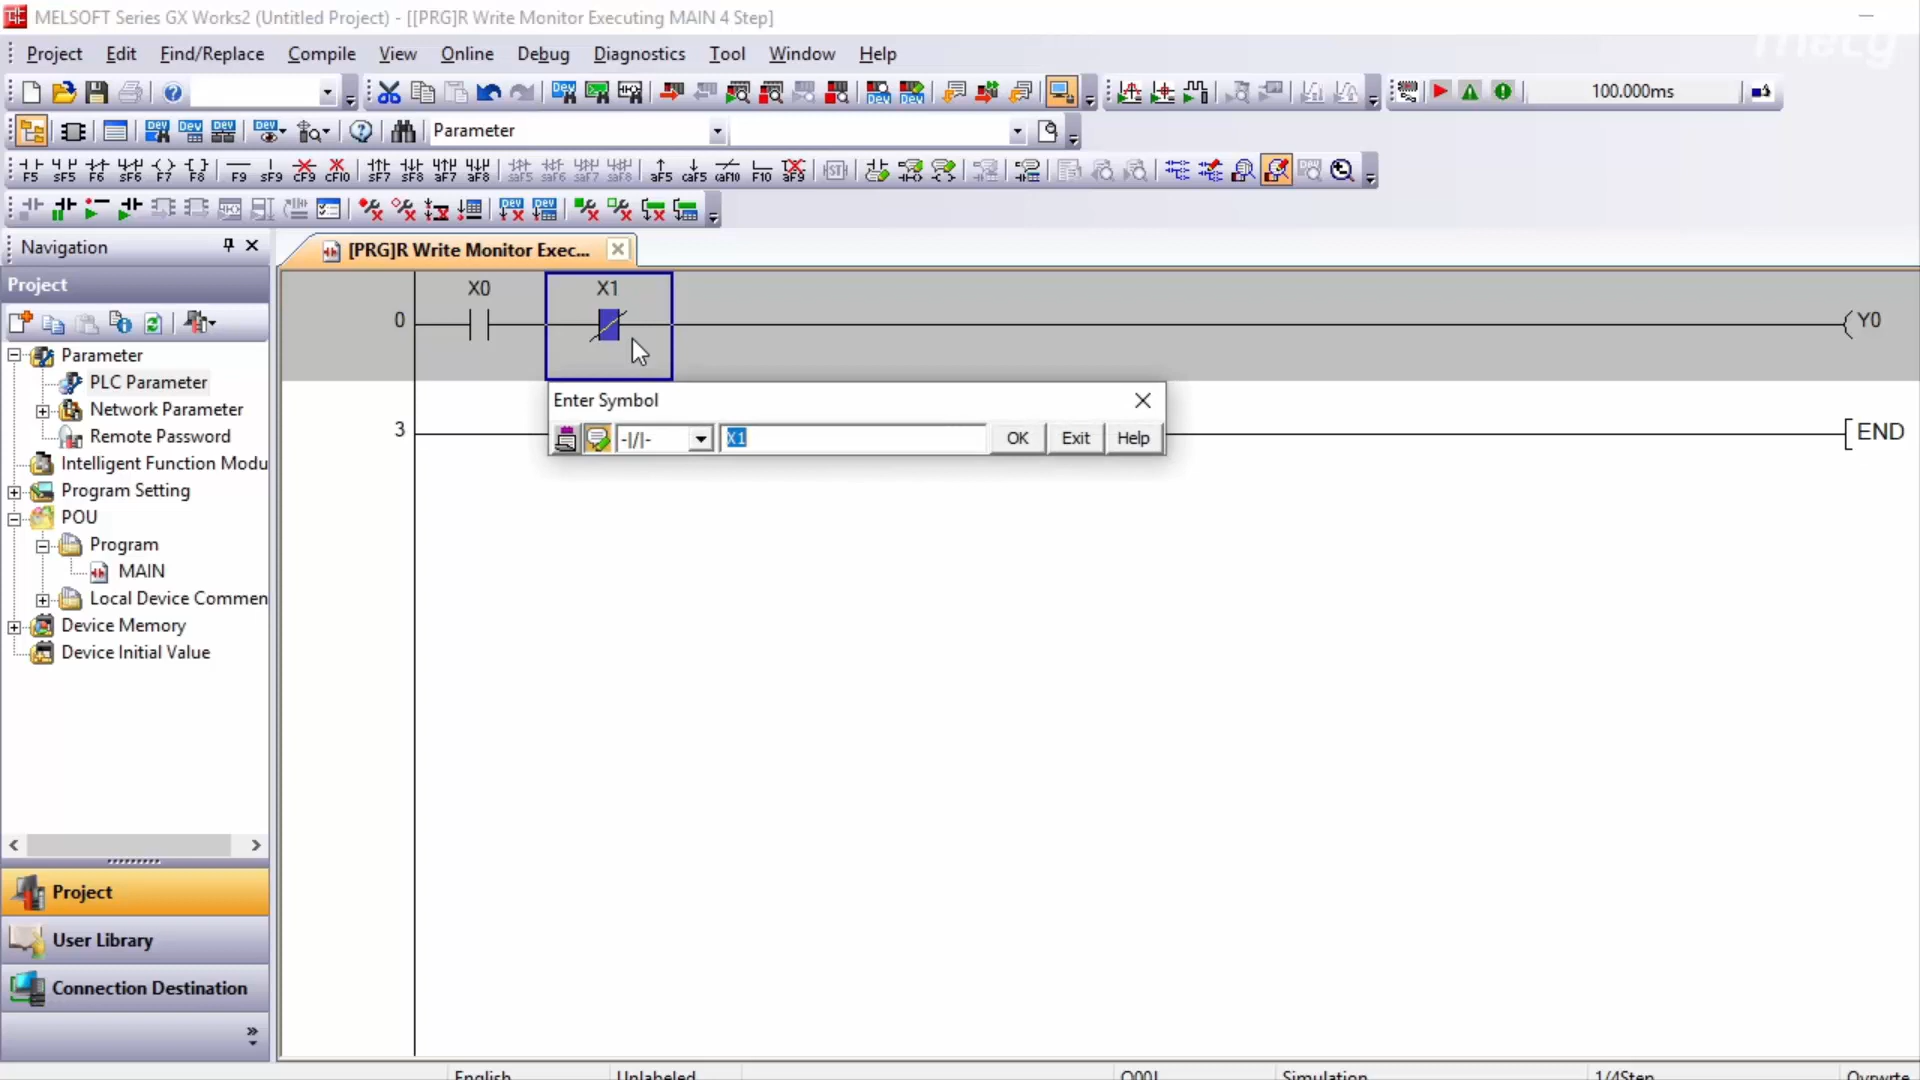 MELSOFT Series GX Works2 (Untitled Project) - [[PRG]R Write Monitor Executing MAIN 4 Step]
Project Edit Find/Replace Compile View Online Debug Diagnostics Tool Window Help
100.000ms
Parameter
F5 sF5 F6 sF6 F7 F8 F9 sF9 cF9 cF10 sF7 sF8 aF7 aF8 saF5 saF6 saF7 saF8 aF5 caF5 caF10 F10 aF9
Navigation
[PRG]R Write Monitor Exec...
Project
Parameter
PLC Parameter
Network Parameter
Remote Password
Intelligent Function Modu
Program Setting
POU
Program
MAIN
Local Device Commen
Device Memory
Device Initial Value
Project
User Library
Connection Destination
X0 X1
0 Y0
Enter Symbol
-|/|- X1 OK Exit Help
3 END
English Unlabeled Simulation 1/4Step Ovrwrte